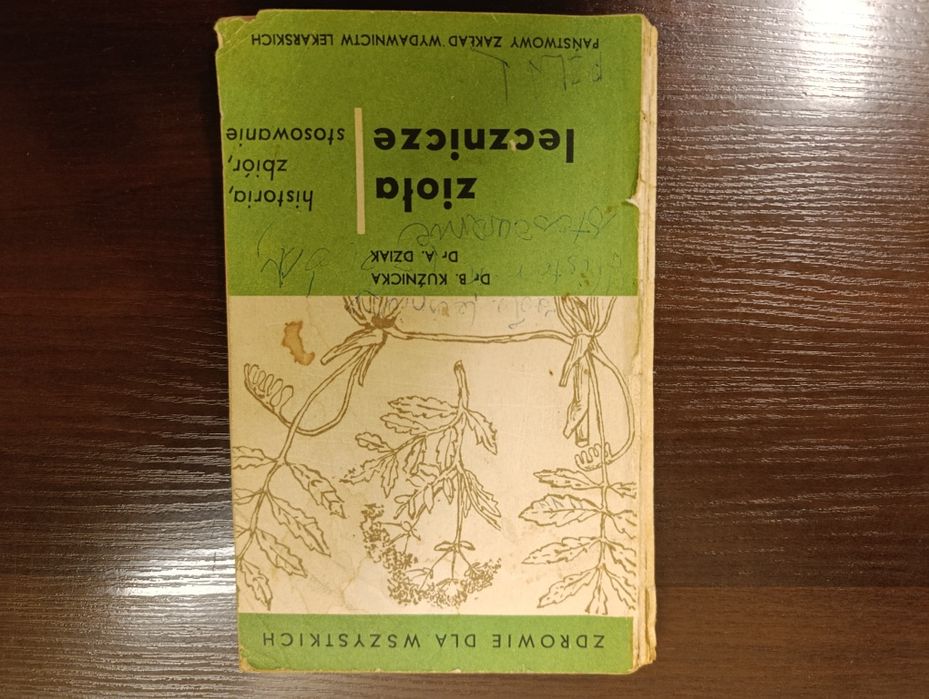 ZDROWIE DLA WSZYSTKICH
Dr B. KUŹNICKA
Dr A. DZIAK
zioła
lecznicze
historia,
zbiór,
stosowanie
PAŃSTWOWY ZAKŁAD WYDAWNICTW LEKARSKICH